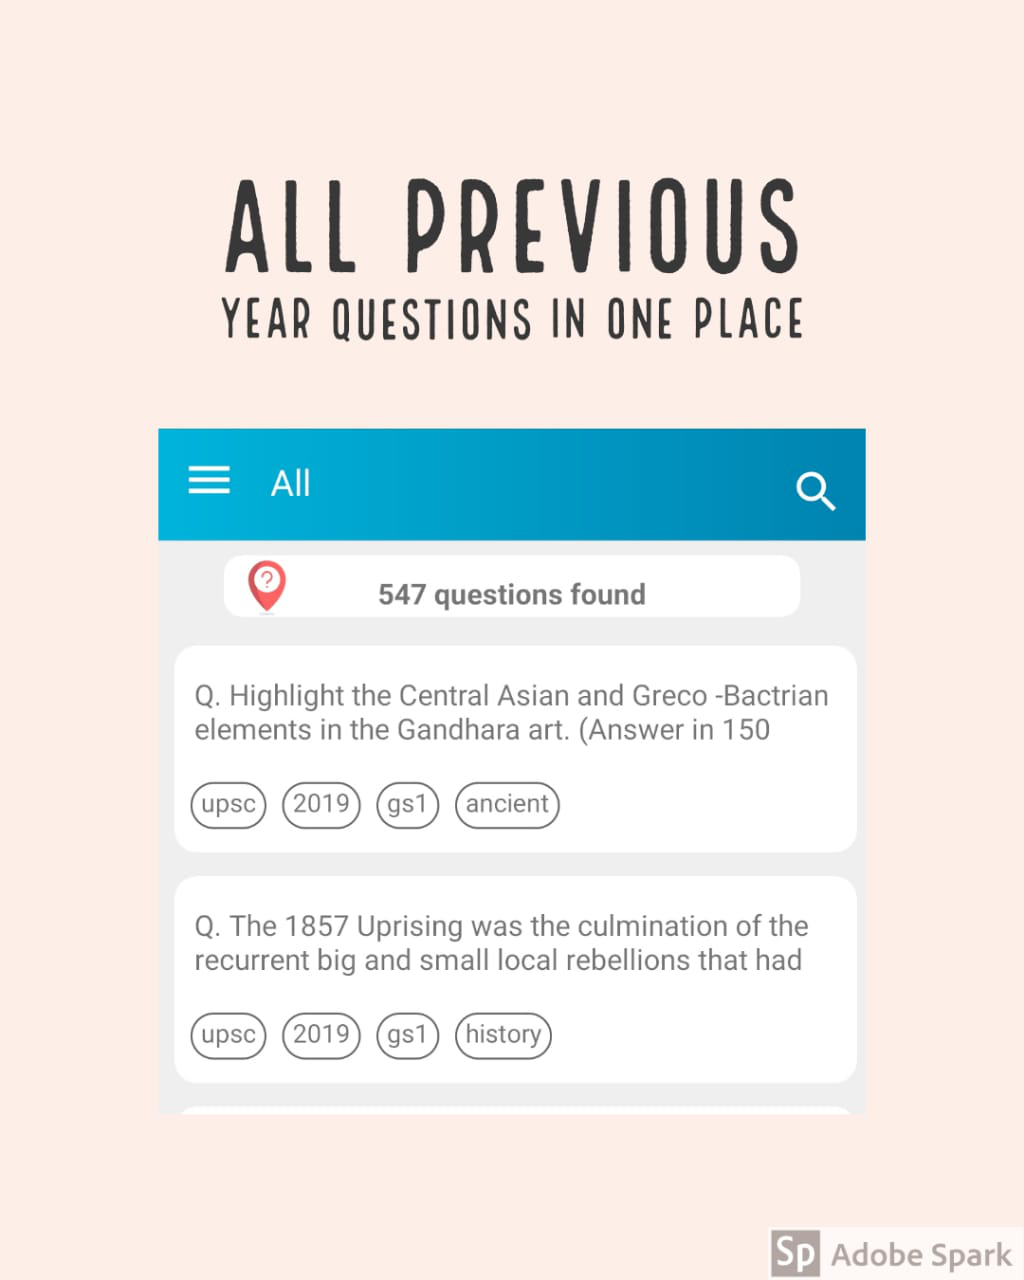 ALL PREVIOUS
YEAR QUESTIONS IN ONE PLACE
All
?
547 questions found
Q. Highlight the Central Asian and Greco -Bactrian
elements in the Gandhara art. (Answer in 150
upsc 2019 gs1 ancient
Q. The 1857 Uprising was the culmination of the
recurrent big and small local rebellions that had
upsc 2019 gs1 history
Sp Adobe Spark